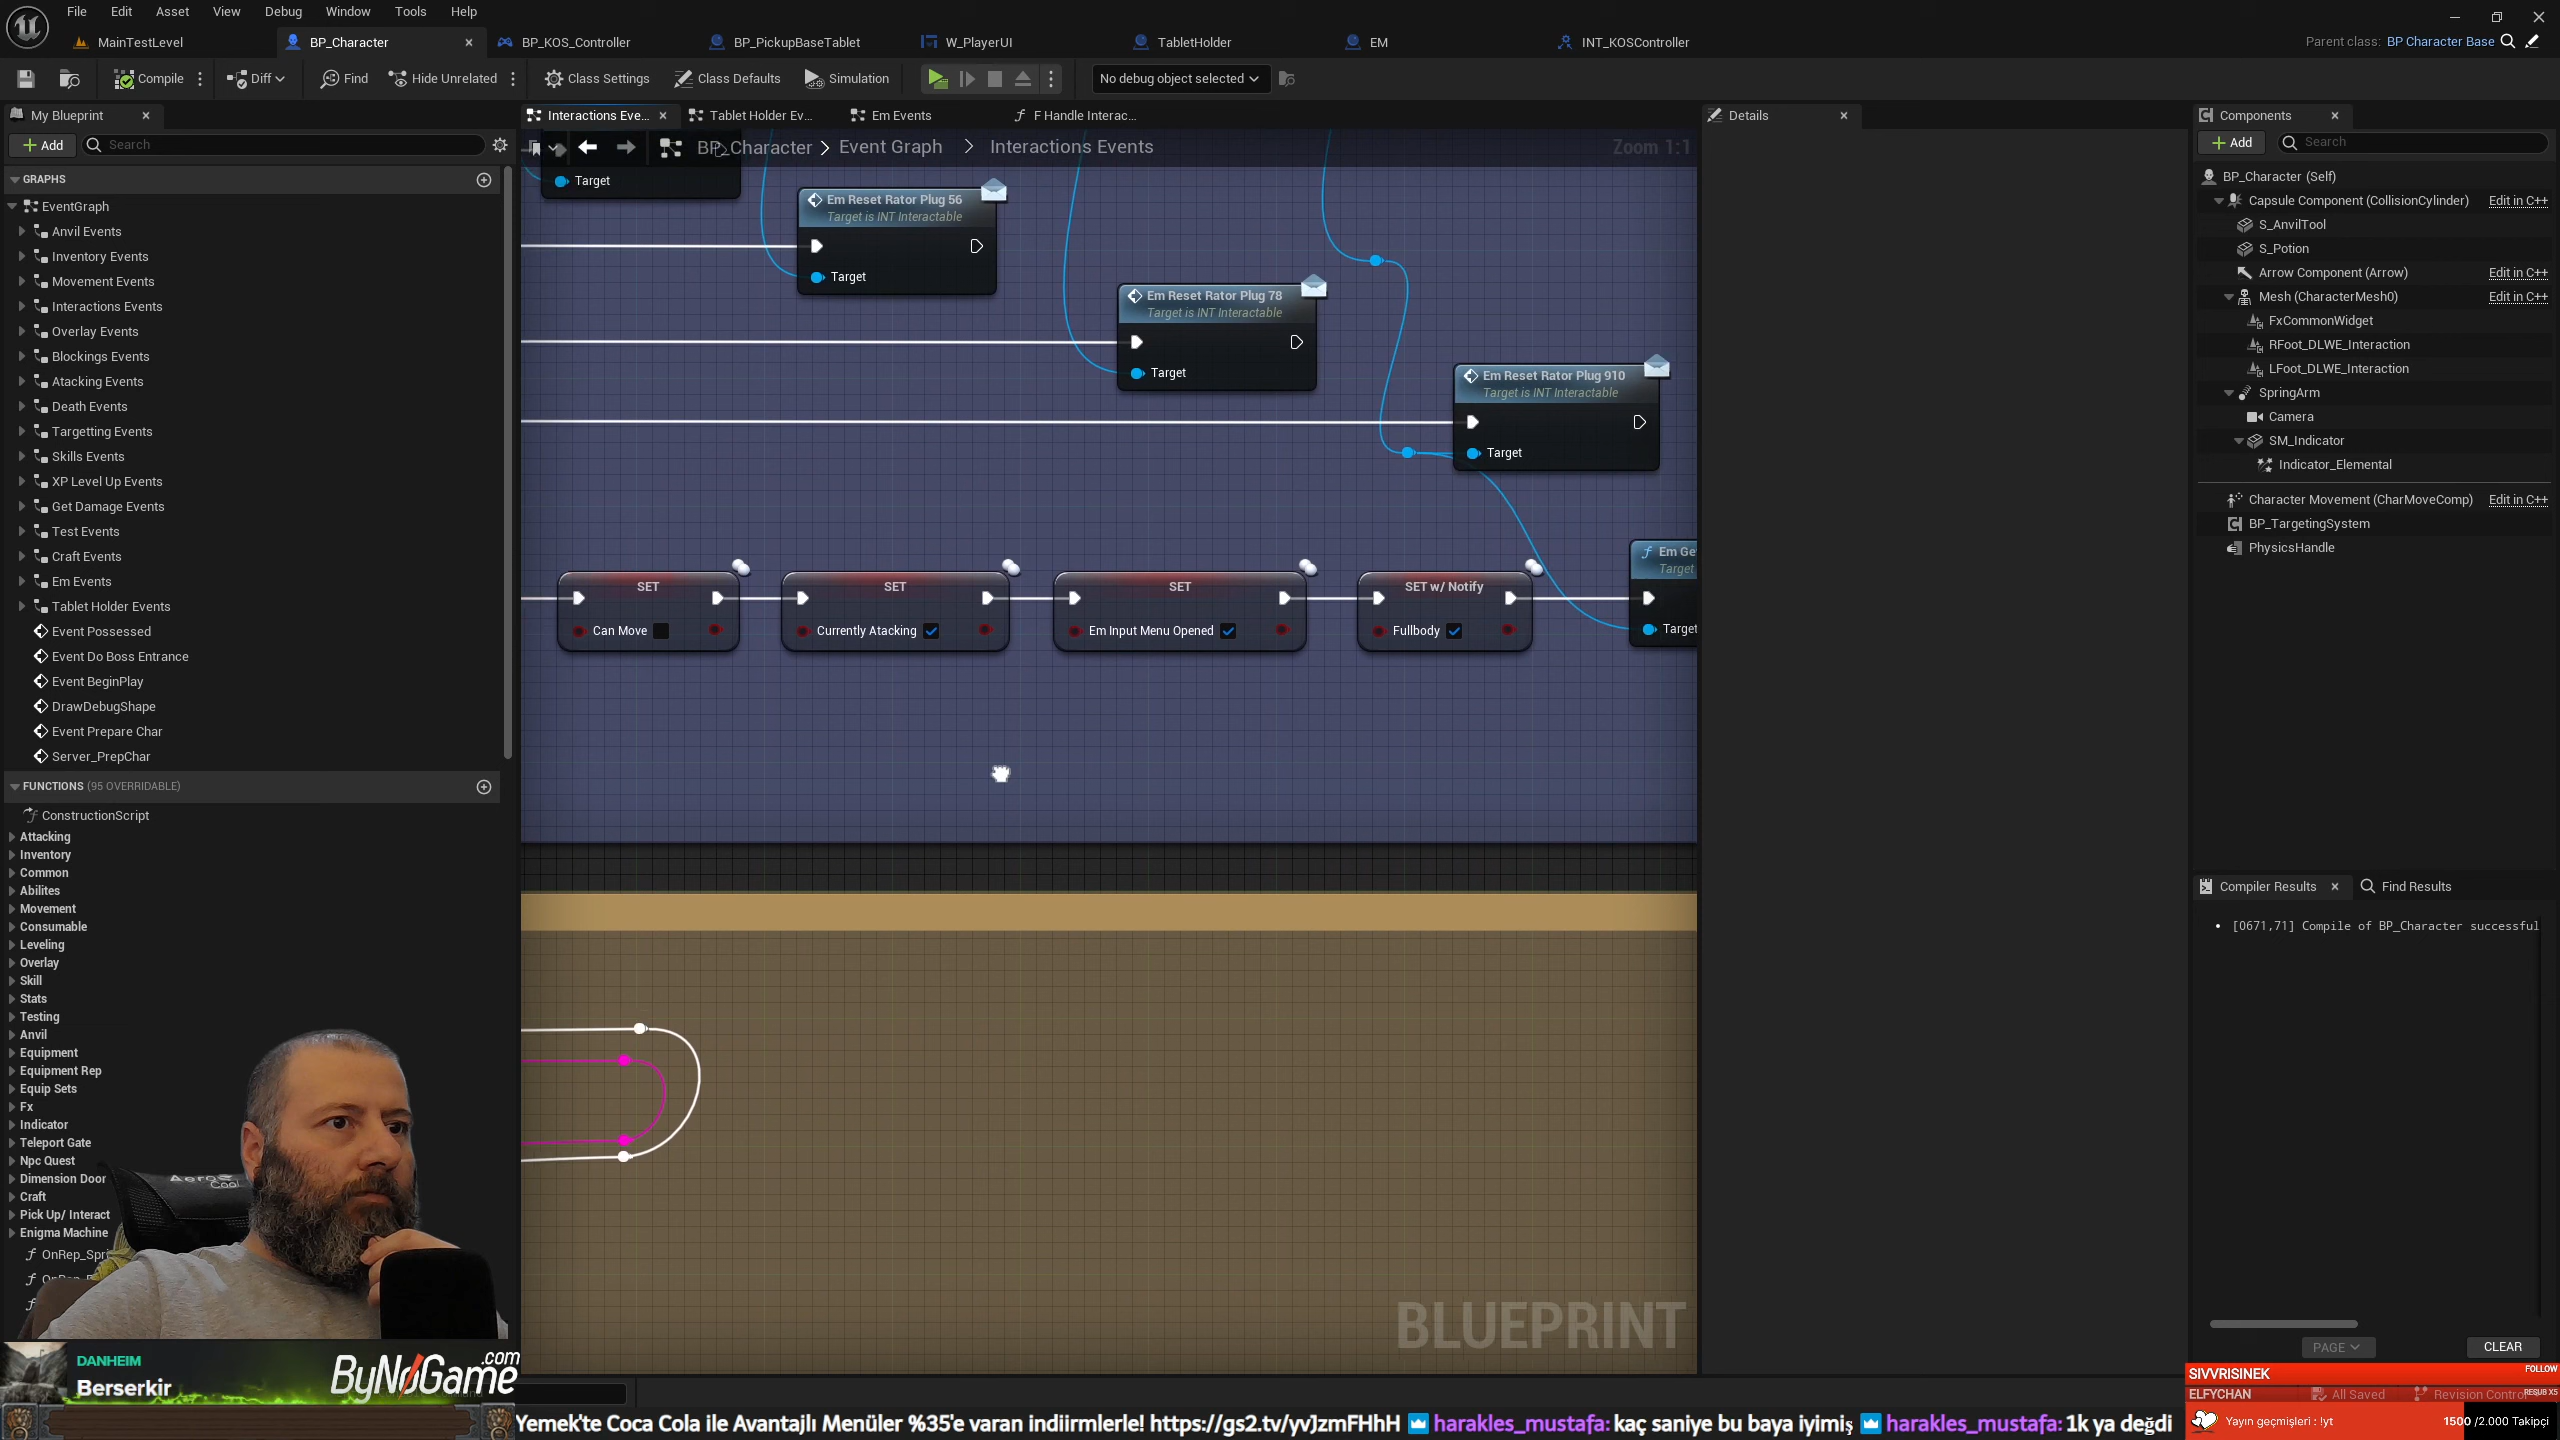 File Edit View Asset Debug Window Tools Help
MainTestLevel
BP_Character
BP_KOS_Controller
BP_PickupBaseTablet
W_PlayerUI
TabletHolder
EM
INT_KOSController
Parent class: BP Character Base
Compile
Diff
Find
Hide Unrelated
Class Settings
Class Defaults
Simulation
No debug object selected
My Blueprint
Add
Search
GRAPHS
EventGraph
Anvil Events
Inventory Events
Movement Events
Interactions Events
Overlay Events
Blockings Events
Atacking Events
Death Events
Targetting Events
Skills Events
XP Level Up Events
Get Damage Events
Test Events
Craft Events
Em Events
Tablet Holder Events
Event Possessed
Event Do Boss Entrance
Event BeginPlay
DrawDebugShape
Event Prepare Char
Server_PrepChar
FUNCTIONS (95 OVERRIDABLE)
ConstructionScript
Attacking
Inventory
Common
Abilites
Movement
Consumable
Leveling
Overlay
Skill
Stats
Testing
Anvil
Equipment
Equipment Rep
Equip Sets
Fx
Indicator
Teleport Gate
Npc Quest
Dimension Door
Craft
Pick Up/ Interact
Enigma Machine
OnRep_Spri
Interactions Eve...
Tablet Holder Ev...
Em Events
F Handle Interac...
BP_Character > Event Graph > Interactions Events
Zoom 1:1
Target
Em Reset Rator Plug 56
Target is INT Interactable
Target
Em Reset Rator Plug 78
Target is INT Interactable
Target
Em Reset Rator Plug 910
Target is INT Interactable
Target
SET
Can Move
SET
Currently Atacking
SET
Em Input Menu Opened
SET w/ Notify
Fullbody
Em Ge
Target
Target
BLUEPRINT
Details
Components
Add
Search
BP_Character (Self)
Capsule Component (CollisionCylinder) Edit in C++
S_AnvilTool
S_Potion
Arrow Component (Arrow) Edit in C++
Mesh (CharacterMesh0) Edit in C++
FxCommonWidget
RFoot_DLWE_Interaction
LFoot_DLWE_Interaction
SpringArm
Camera
SM_Indicator
Indicator_Elemental
Character Movement (CharMoveComp) Edit in C++
BP_TargetingSystem
PhysicsHandle
Compiler Results
Find Results
[0671,71] Compile of BP_Character successful
PAGE
CLEAR
Aero
Cool
DANHEIM
Berserkir
ByNoGame.com
SIVVRISINEK FOLLOW
ELFYCHAN All Saved Revision Contro RESUB X5
Yemek'te Coca Cola ile Avantajlı Menüler %35'e varan indiirmlerle! https://gs2.tv/yvJzmFHhH harakles_mustafa: kaç saniye bu baya iyimiş harakles_mustafa: 1k ya değdi
Yayın geçmişleri : !yt 1500 /2.000 Takipçi